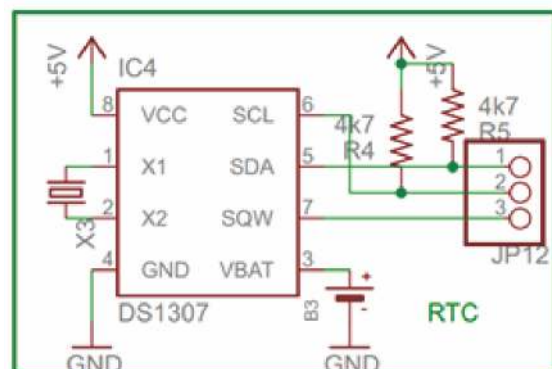 +5V
IC4
+5V
8 VCC SCL 6
4k7
R4
4k7
R5
1 X1 SDA 5
1
2
3
X3
2 X2 SQW 7
JP12
4 GND VBAT 3
+
-
B3
DS1307
RTC
GND
GND